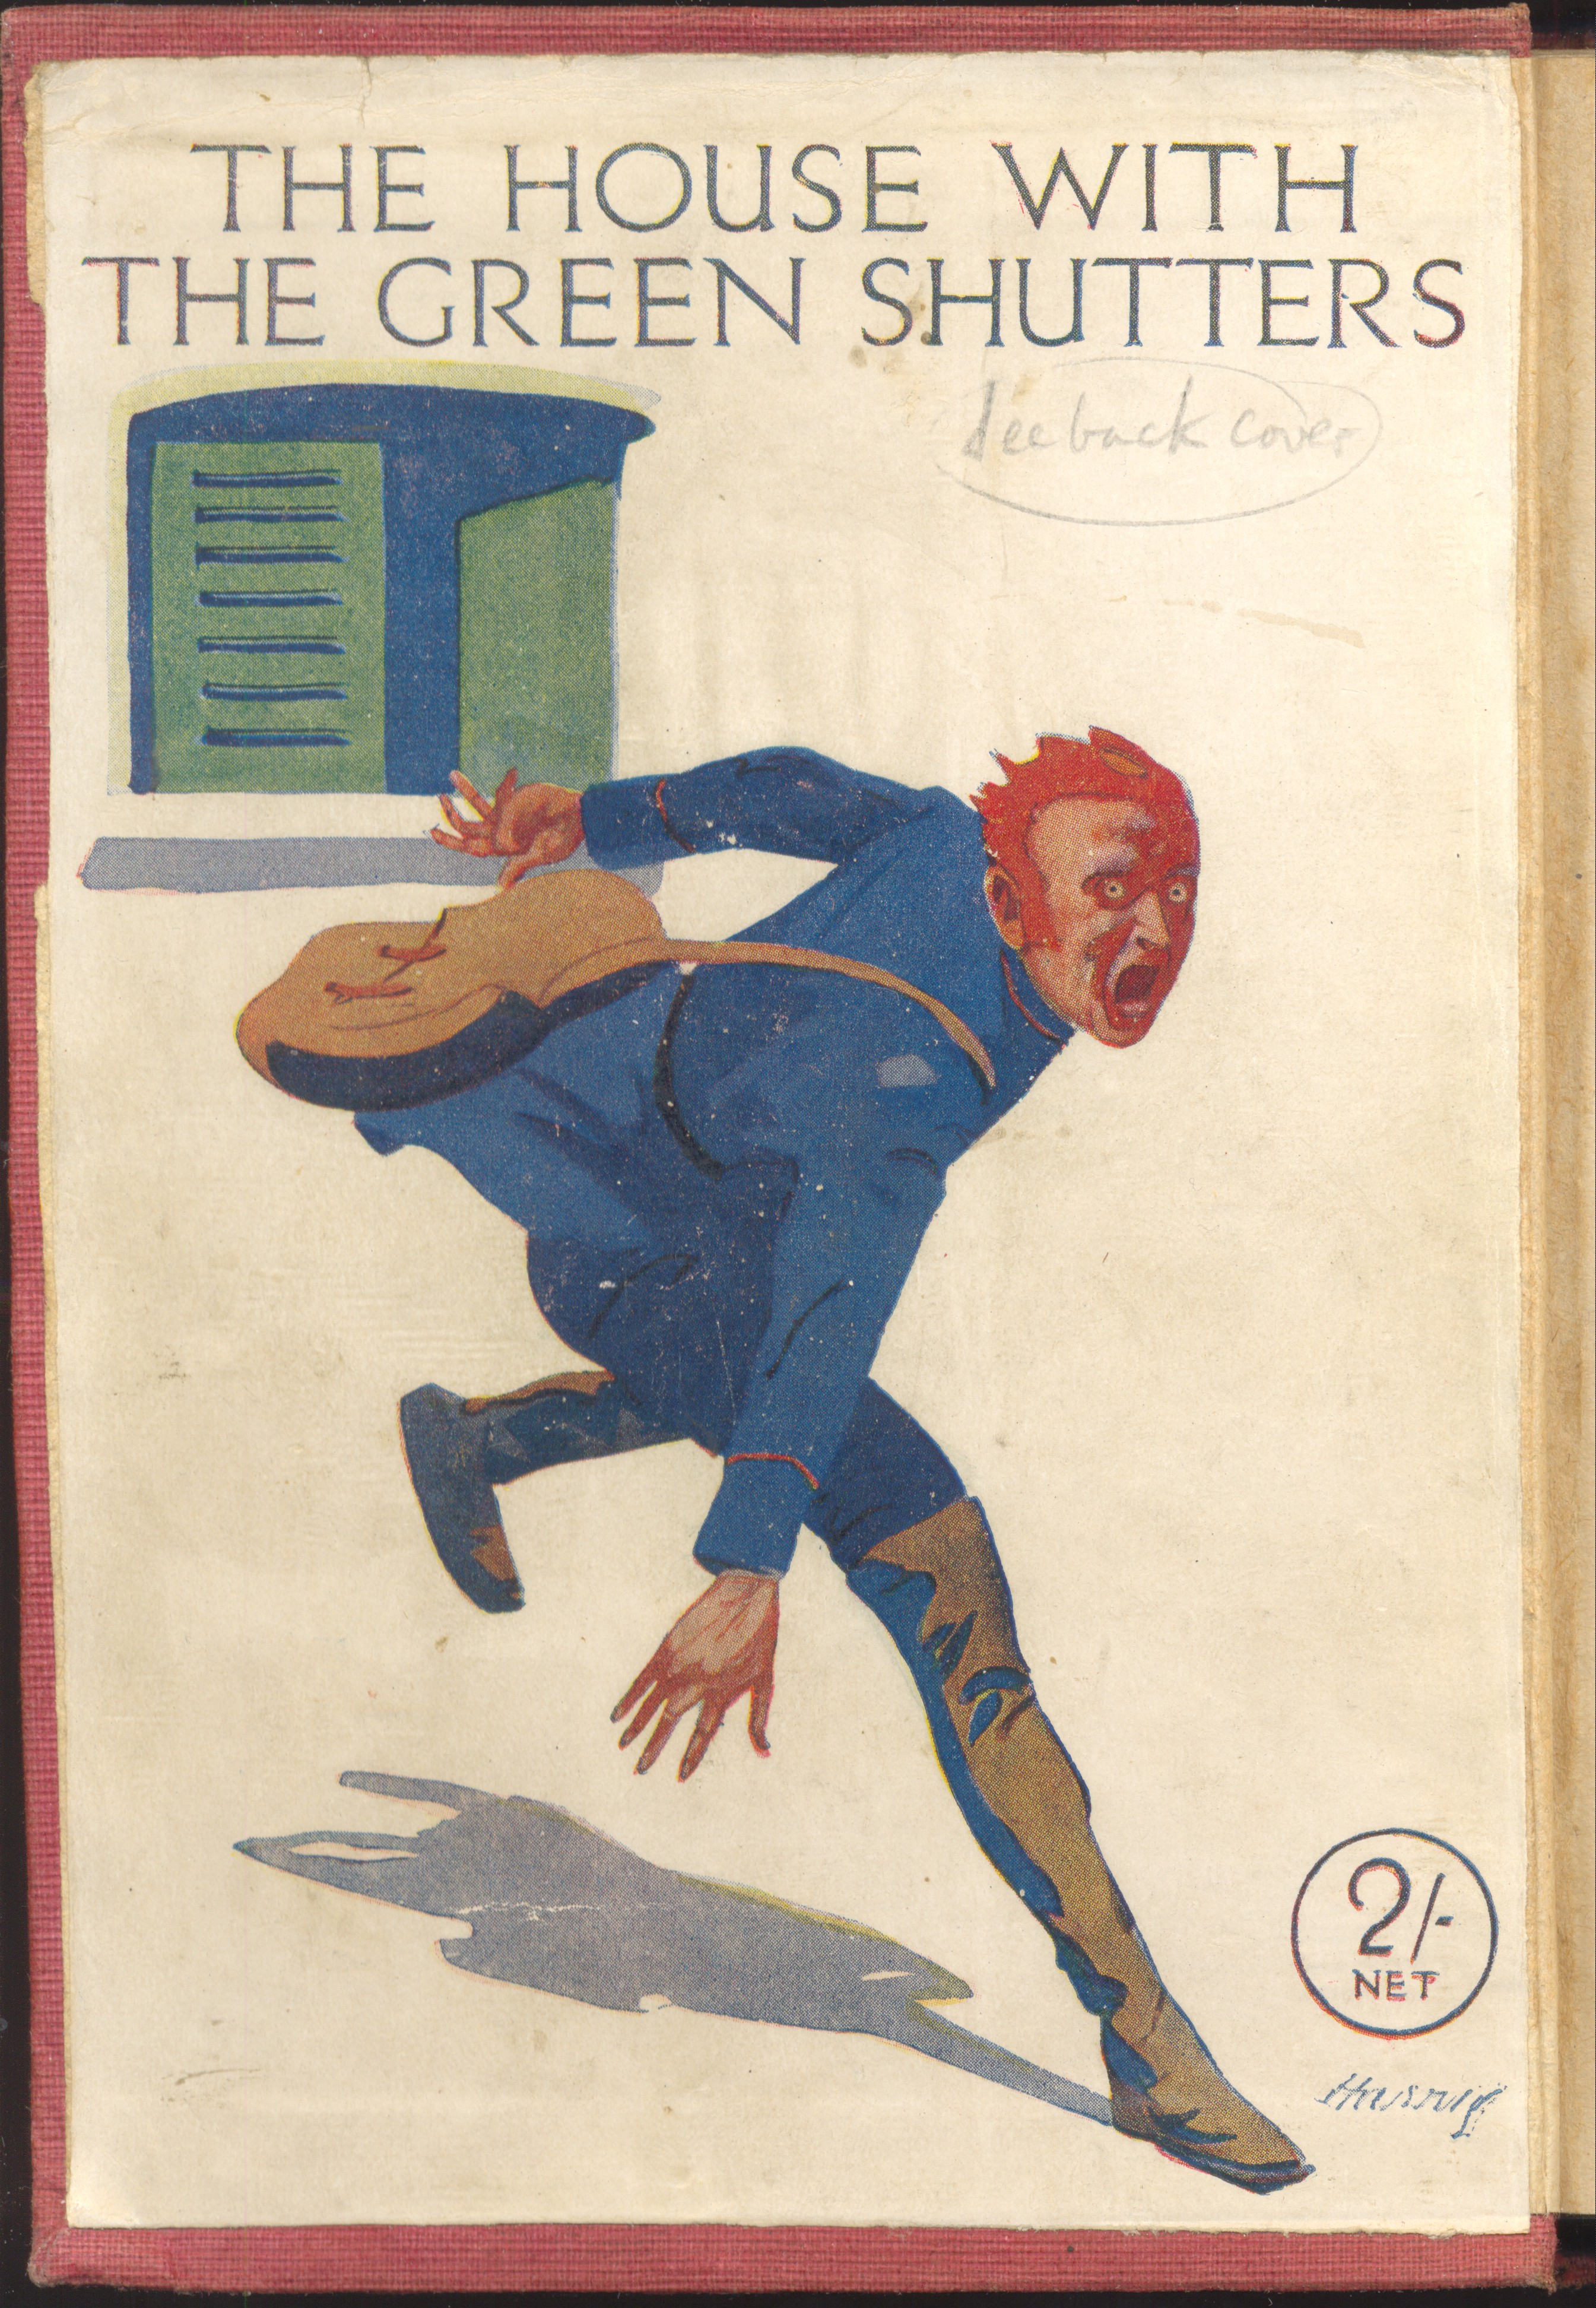 THE HOUSE WITH
THE GREEN SHUTTERS
see back cover
2/-
NET